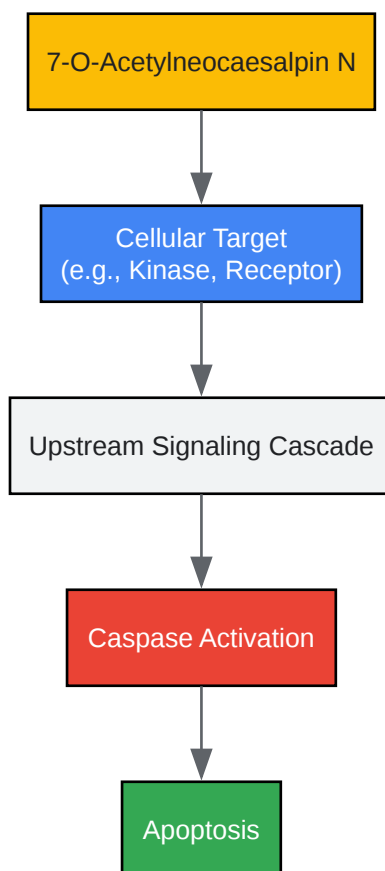 7-O-Acetylneocaesalpin N
Cellular Target
(e.g., Kinase, Receptor)
Upstream Signaling Cascade
Caspase Activation
Apoptosis